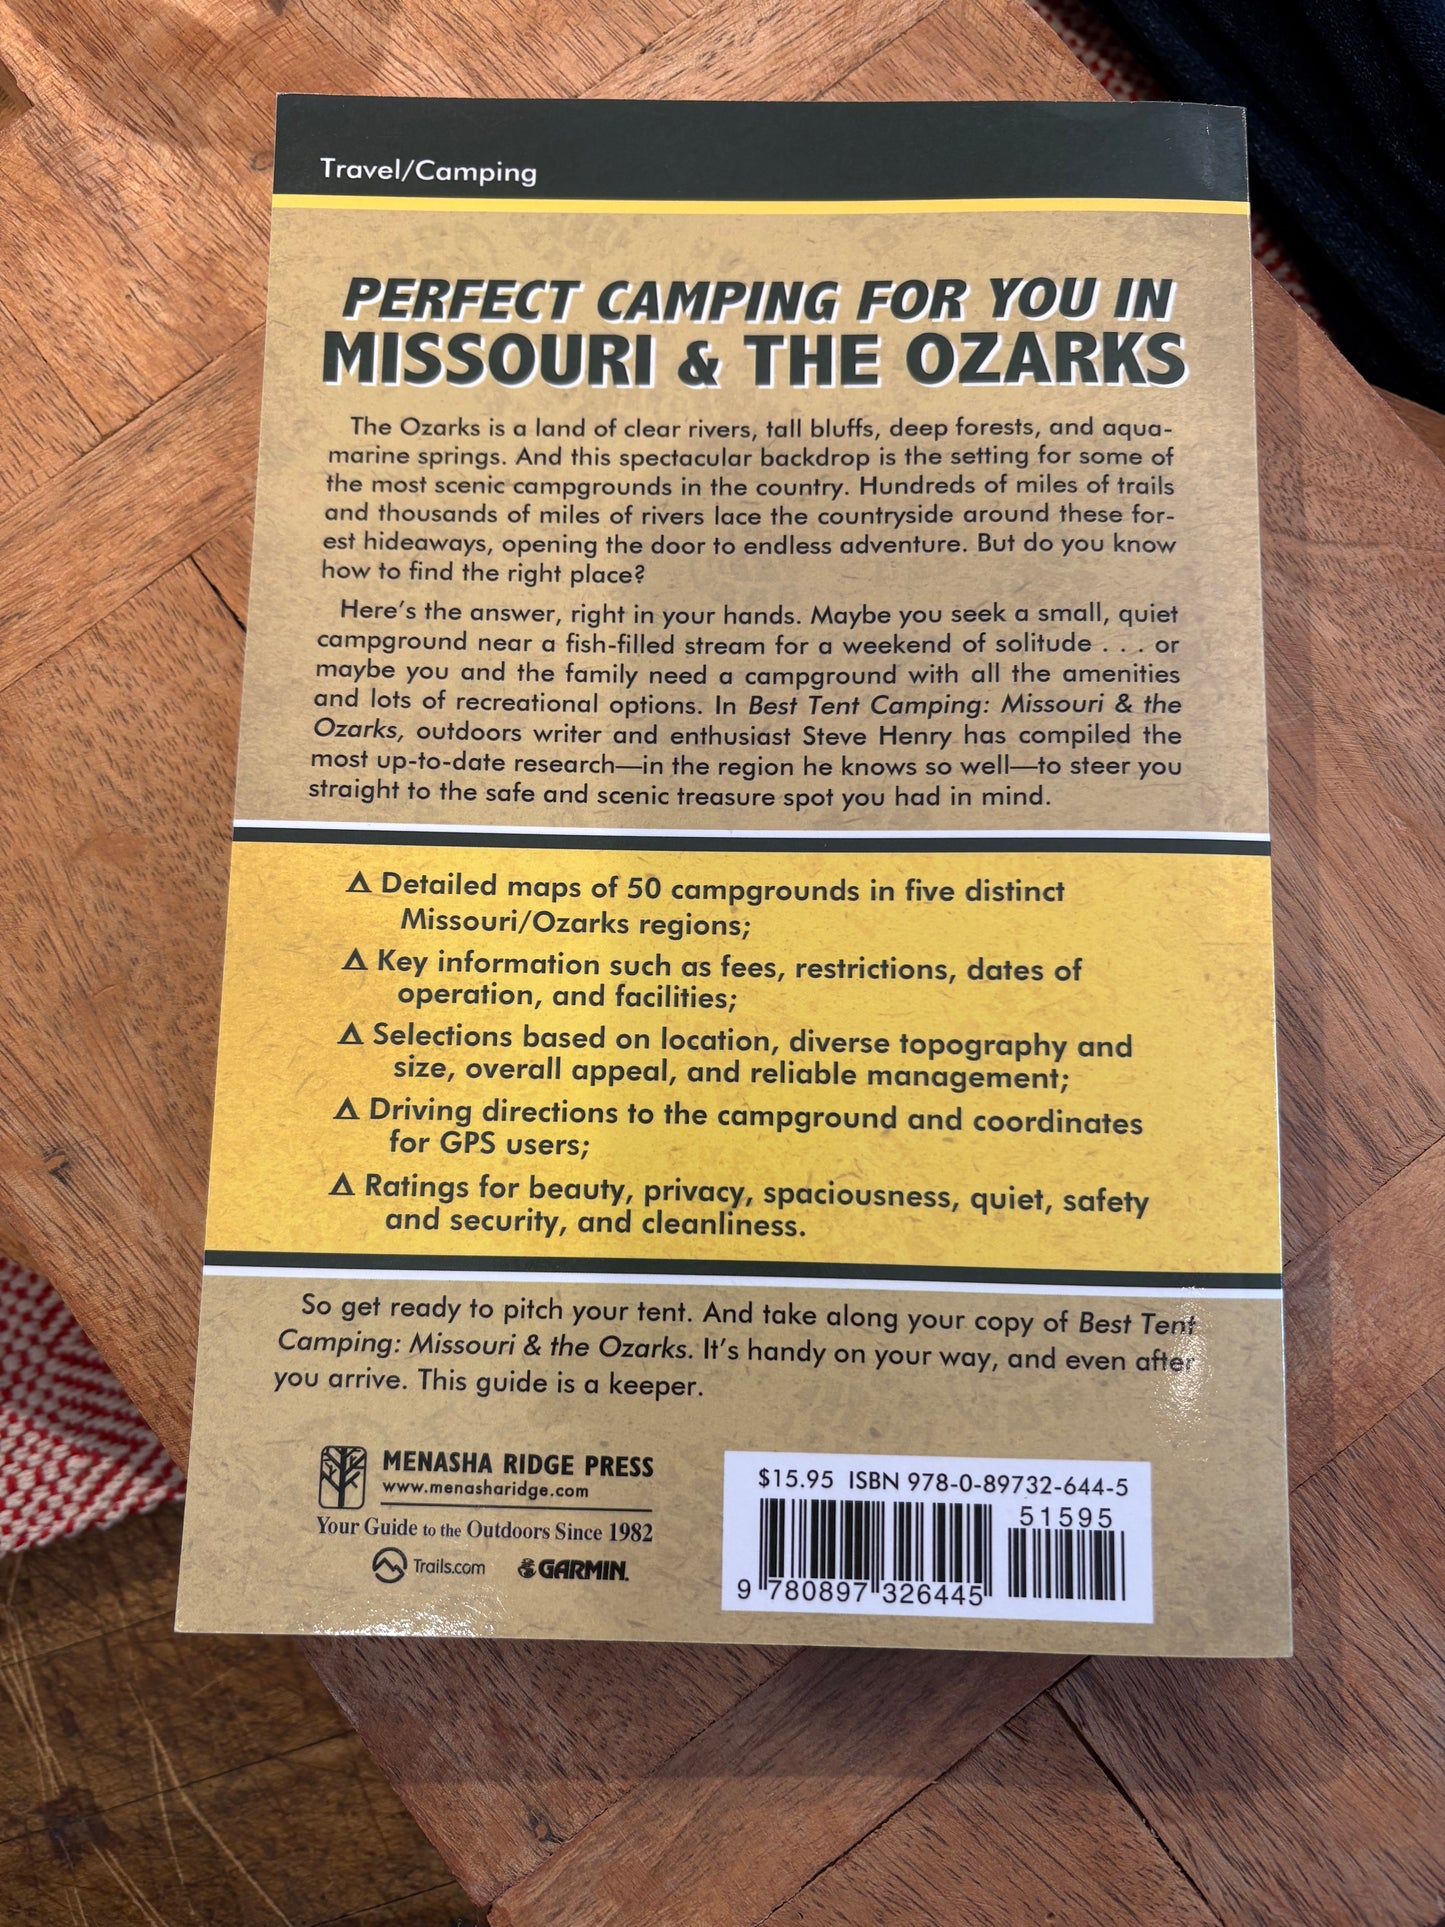 Travel/Camping
PERFECT CAMPING FOR YOU IN
MISSOURI & THE OZARKS
The Ozarks is a land of clear rivers, tall bluffs, deep forests, and aqua-
marine springs. And this spectacular backdrop is the setting for some of
the most scenic campgrounds in the country. Hundreds of miles of trails
and thousands of miles of rivers lace the countryside around these for-
est hideaways, opening the door to endless adventure. But do you know
how to find the right place?
Here's the answer, right in your hands. Maybe you seek a small, quiet
campground near a fish-filled stream for a weekend of solitude . . . or
maybe you and the family need a campground with all the amenities
and lots of recreational options. In Best Tent Camping: Missouri & the
Ozarks, outdoors writer and enthusiast Steve Henry has compiled the
most up-to-date research—in the region he knows so well—to steer you
straight to the safe and scenic treasure spot you had in mind.
Detailed maps of 50 campgrounds in five distinct
Missouri/Ozarks regions;
Key information such as fees, restrictions, dates of
operation, and facilities;
Selections based on location, diverse topography and
size, overall appeal, and reliable management;
Driving directions to the campground and coordinates
for GPS users;
Ratings for beauty, privacy, spaciousness, quiet, safety
and security, and cleanliness.
So get ready to pitch your tent. And take along your copy of Best Tent
Camping: Missouri & the Ozarks. It's handy on your way, and even after
you arrive. This guide is a keeper.
MENASHA RIDGE PRESS
www.menasharidge.com
Your Guide to the Outdoors Since 1982
Trails.com GARMIN.
$15.95 ISBN 978-0-89732-644-5
51595
9 780897 326445